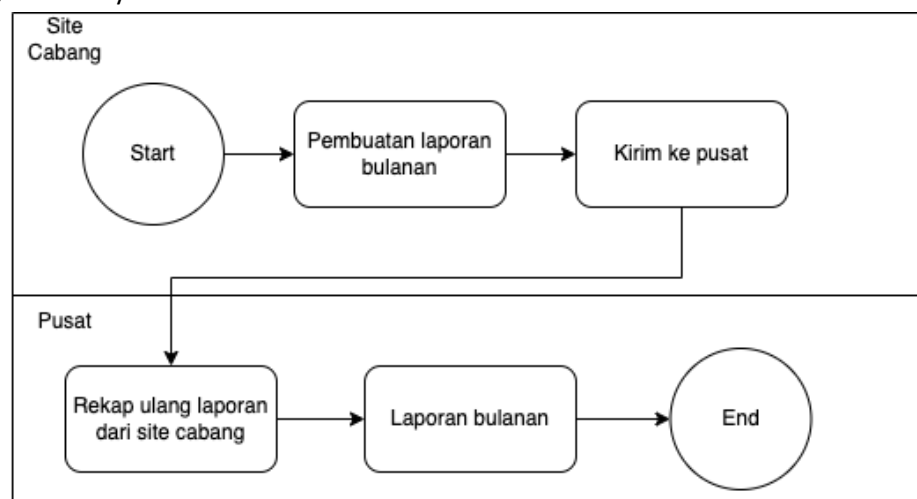 Site
Cabang
Start
Pembuatan laporan
bulanan
Kirim ke pusat
Pusat
Rekap ulang laporan
dari site cabang
Laporan bulanan
End